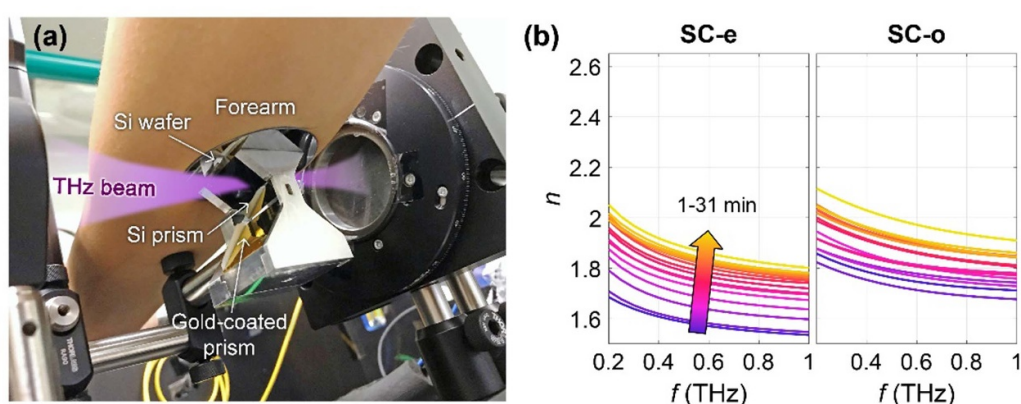 (a)
Forearm
Si wafer
THz beam
Si prism
Gold-coated
prism
THORLABS
(b)
SC-e
SC-o
n
2.6
2.4
2.2
2
1.8
1.6
1-31 min
0.2
0.4
0.6
0.8
1
0.4
0.6
0.8
1
f (THz)
f (THz)